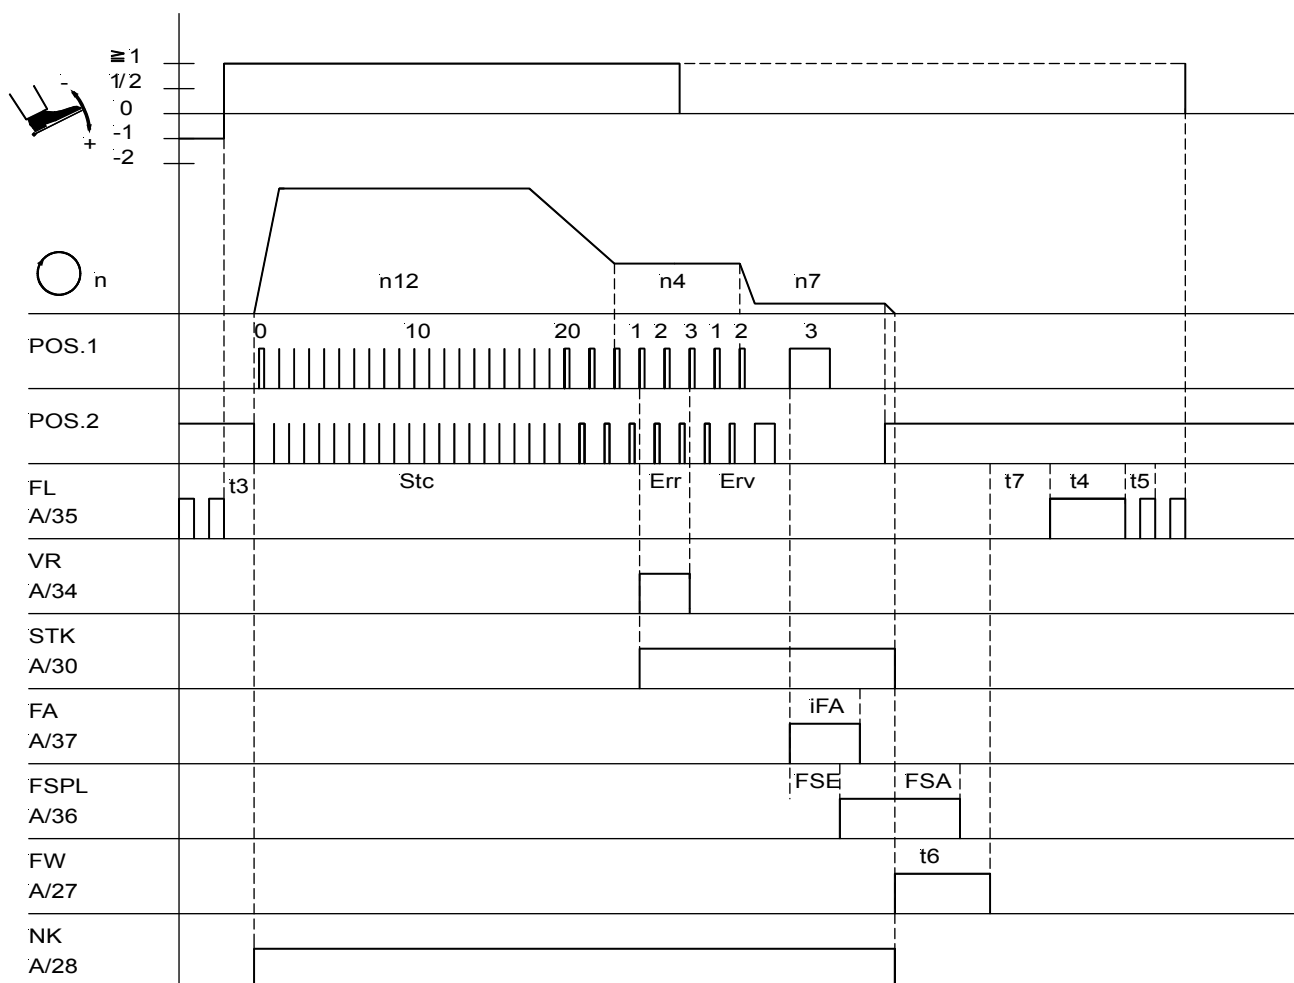 ≧1
1/2
-
0
-1
+
-2
n
n12
n4
n7
0
10
20
1
2
3
1
2
3
POS.1
POS.2
t3
Stc
Err
Erv
t7
t4
t5
FL
A/35
VR
A/34
STK
A/30
FA
iFA
A/37
FSPL
FSE
FSA
A/36
FW
t6
A/27
NK
A/28